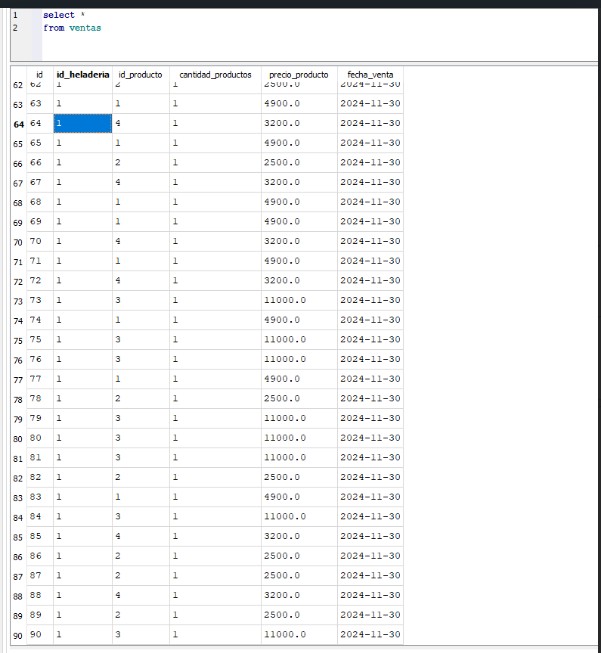 1 select *
2 from ventas
id id_heladeria id_producto cantidad_productos precio_producto fecha_venta
62 62 1 2 1 2500.0 2024-11-30
63 63 1 1 1 4900.0 2024-11-30
64 64 1 4 1 3200.0 2024-11-30
65 65 1 1 1 4900.0 2024-11-30
66 66 1 2 1 2500.0 2024-11-30
67 67 1 4 1 3200.0 2024-11-30
68 68 1 1 1 4900.0 2024-11-30
69 69 1 1 1 4900.0 2024-11-30
70 70 1 4 1 3200.0 2024-11-30
71 71 1 1 1 4900.0 2024-11-30
72 72 1 4 1 3200.0 2024-11-30
73 73 1 3 1 11000.0 2024-11-30
74 74 1 1 1 4900.0 2024-11-30
75 75 1 3 1 11000.0 2024-11-30
76 76 1 3 1 11000.0 2024-11-30
77 77 1 1 1 4900.0 2024-11-30
78 78 1 2 1 2500.0 2024-11-30
79 79 1 3 1 11000.0 2024-11-30
80 80 1 3 1 11000.0 2024-11-30
81 81 1 3 1 11000.0 2024-11-30
82 82 1 2 1 2500.0 2024-11-30
83 83 1 1 1 4900.0 2024-11-30
84 84 1 3 1 11000.0 2024-11-30
85 85 1 4 1 3200.0 2024-11-30
86 86 1 2 1 2500.0 2024-11-30
87 87 1 2 1 2500.0 2024-11-30
88 88 1 4 1 3200.0 2024-11-30
89 89 1 2 1 2500.0 2024-11-30
90 90 1 3 1 11000.0 2024-11-30